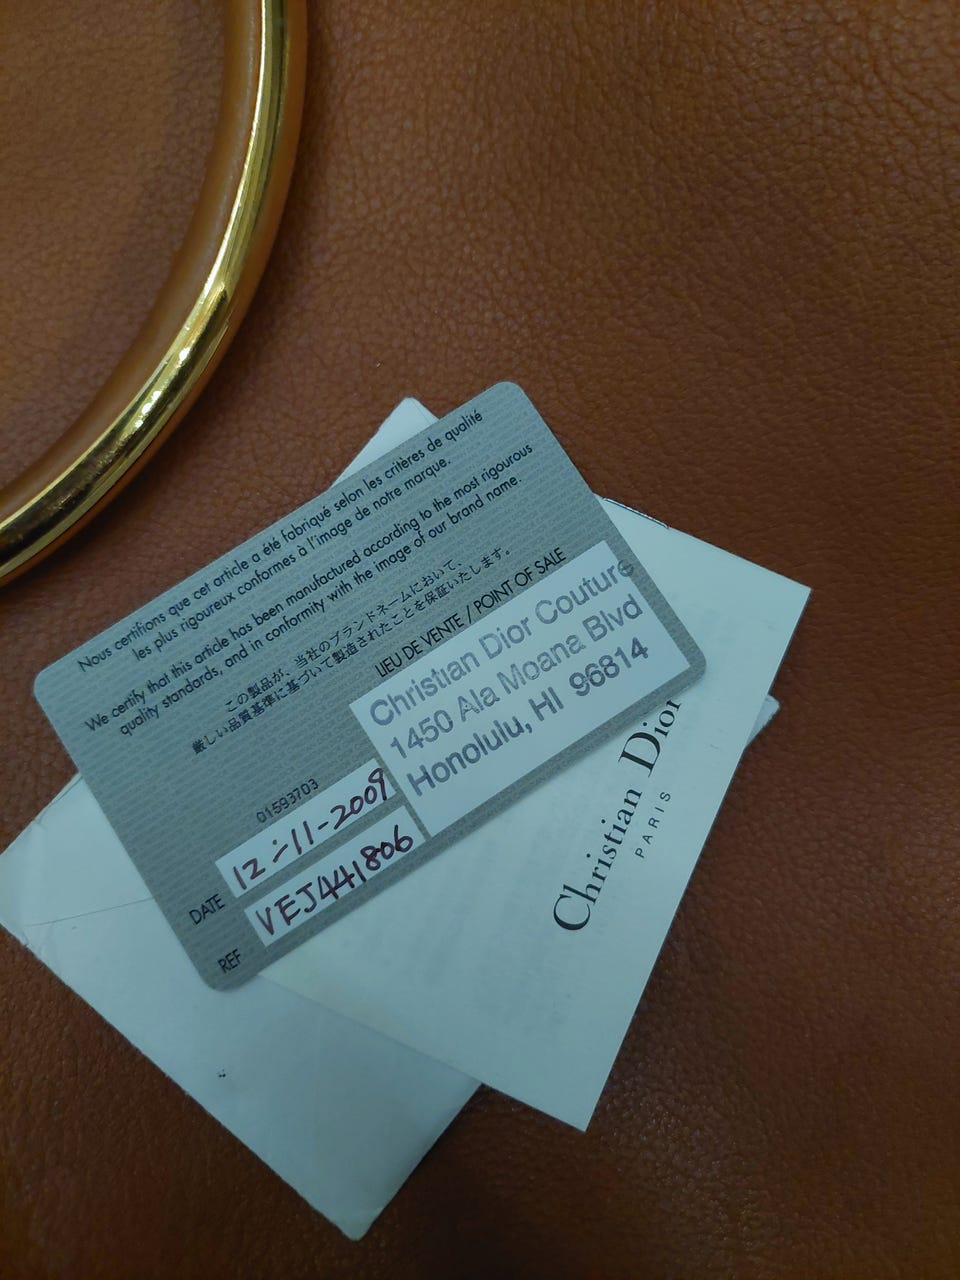 Nous certifions que cet article a été fabriqué selon les critères de qualité
les plus rigoureux conformes à l'image de notre marque.
We certify that this article has been manufactured according to the most rigourous
quality standards, and in conformity with the image of our brand name.
この製品が、当社のブランドネームにおいて、
厳しい品質基準に基づいて製造されたことを保証いたします。
LIEU DE VENTE / POINT OF SALE
Christian Dior Couture
1450 Ala Moana Blvd
Honolulu, HI 96814
01593703
DATE 12-11-2009
REF VEJ441806
Christian Dior
PARIS